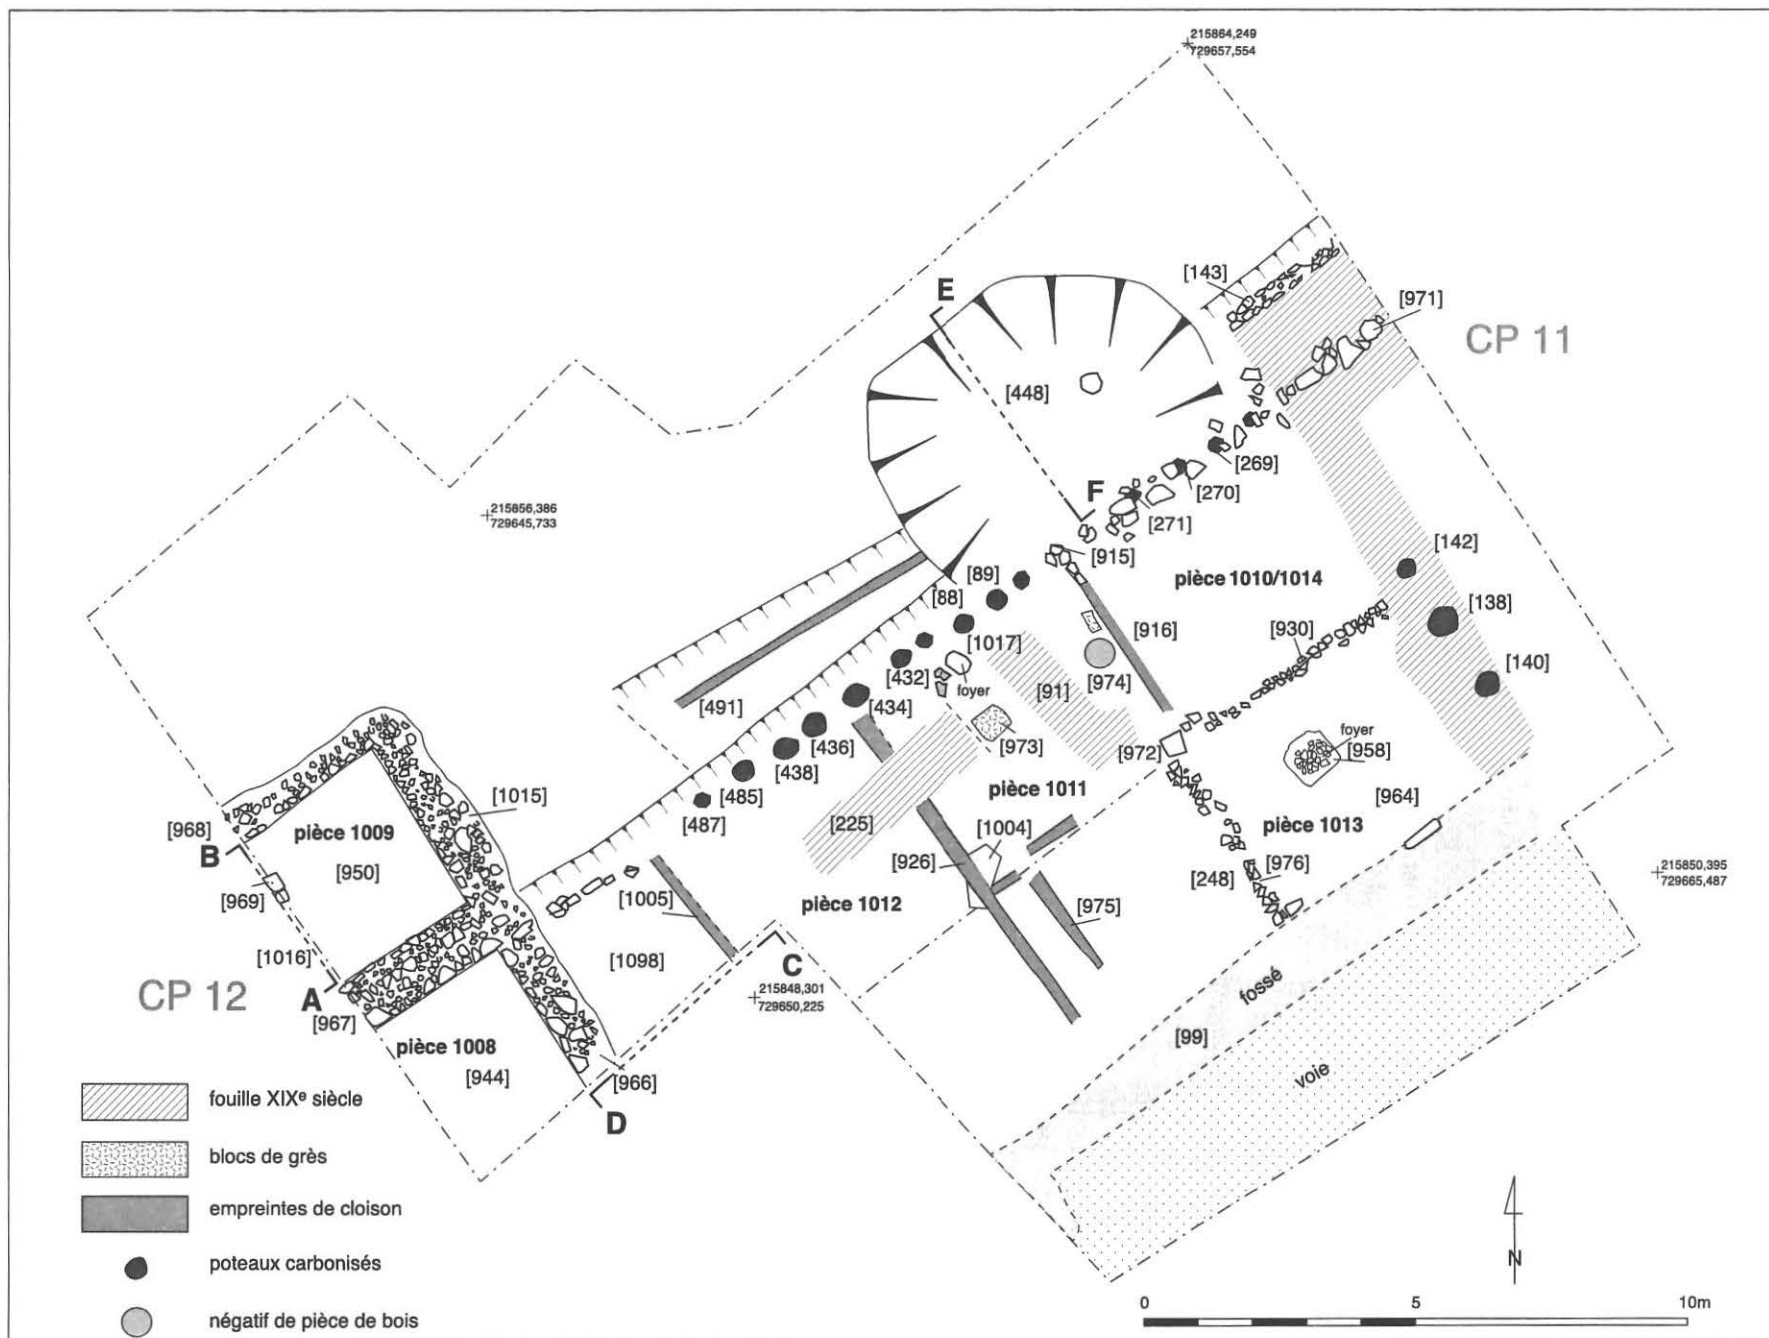 215864,249
729657,554
[143]
[971]
CP 11
E
[448]
[269]
[270]
F
[271]
215856,386
729645,733
[915]
[142]
[89]
pièce 1010/1014
[88]
[138]
[1017]
[916]
[930]
[432]
foyer
[974]
[140]
[491]
[91]
[434]
foyer
[436]
[973]
[972]
[958]
[438]
[1015]
[485]
pièce 1011
[964]
[968]
pièce 1009
[487]
[225]
[1004]
pièce 1013
B
[926]
[950]
[248]
[976]
215850,395
729665,487
[969]
[1005]
pièce 1012
[975]
[1016]
[1098]
C
CP 12
A
215848,301
729650,225
fossé
[967]
[99]
pièce 1008
voie
[944]
[966]
D
fouille XIXe siècle
blocs de grès
empreintes de cloison
poteaux carbonisés
négatif de pièce de bois
N
0 5 10m